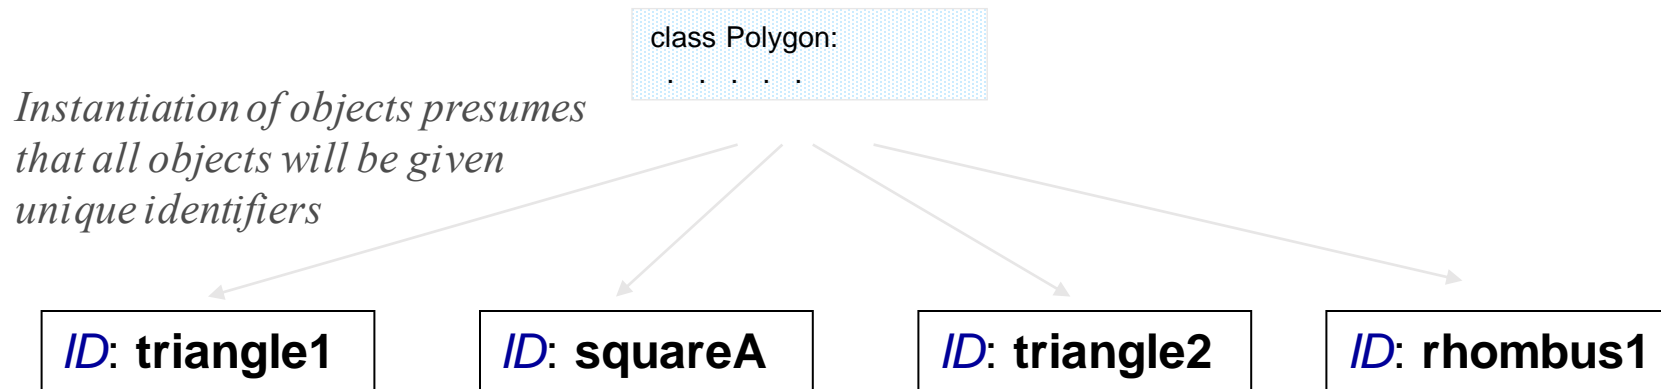 class Polygon:
. . . . .
Instantiation of objects presumes
that all objects will be given
unique identifiers
ID: triangle1
ID: squareA
ID: triangle2
ID: rhombus1